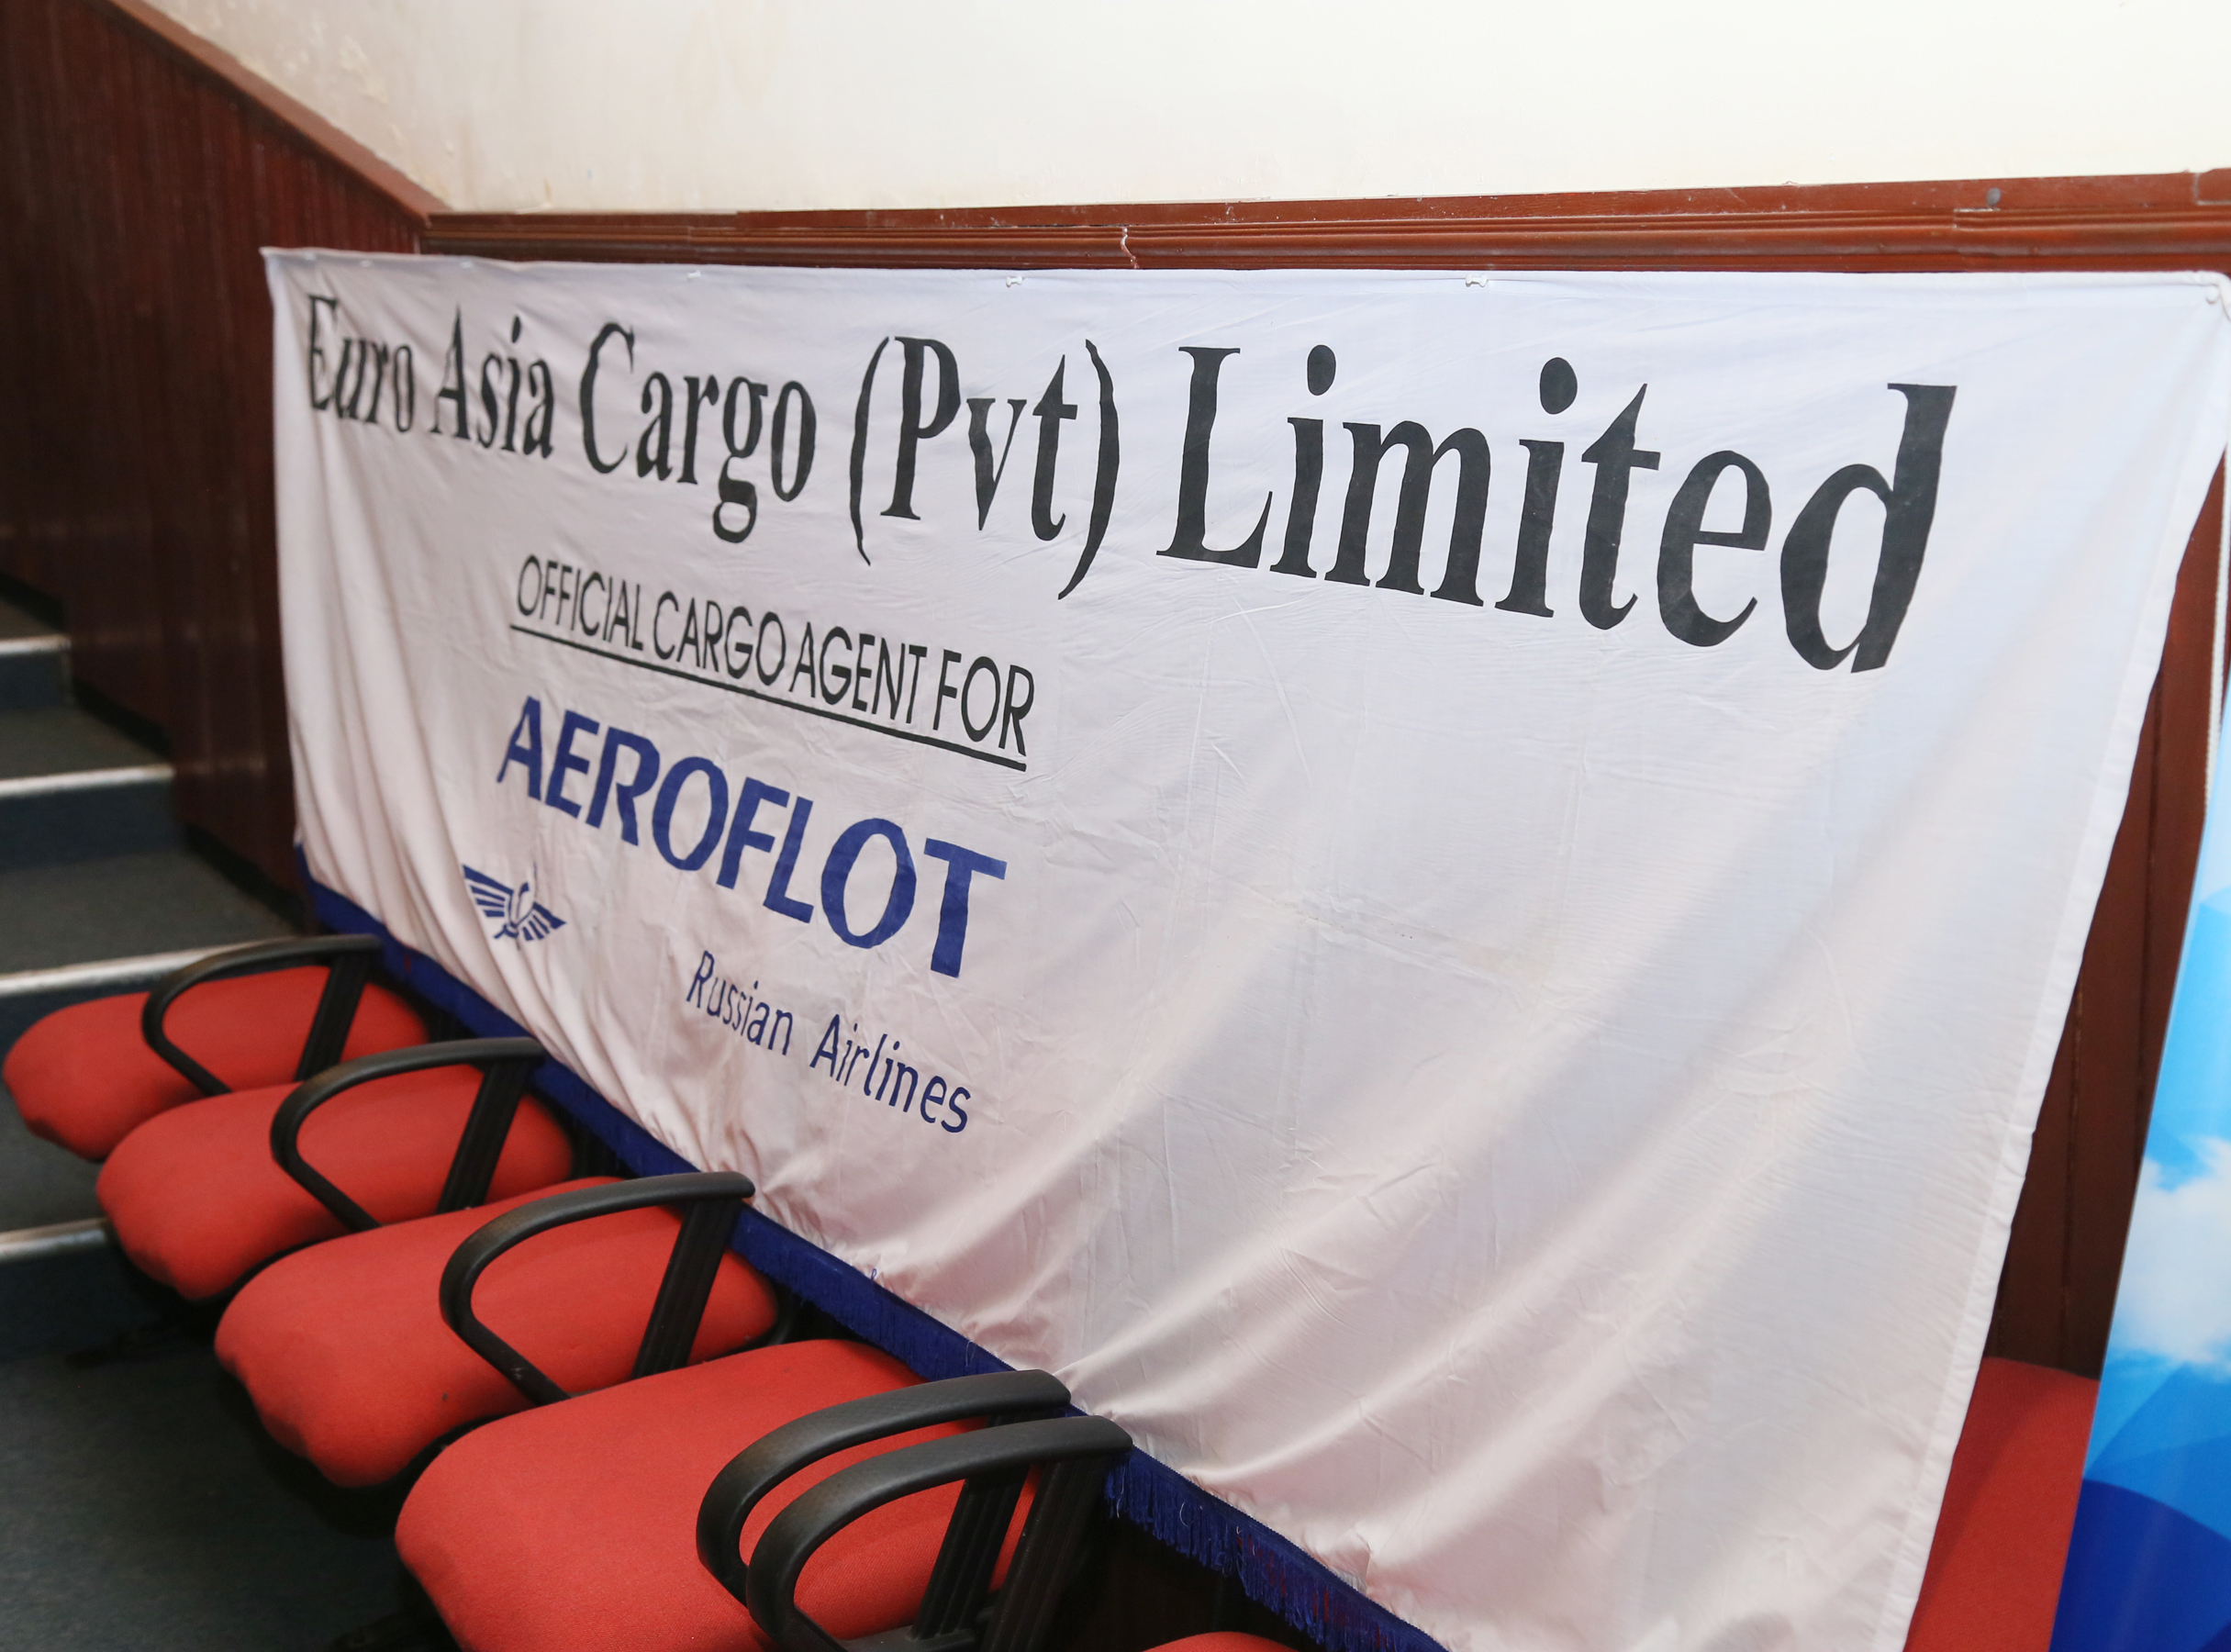 Euro Asia Cargo (Pvt) Limited
OFFICIAL CARGO AGENT FOR
AEROFLOT
Russian Airlines